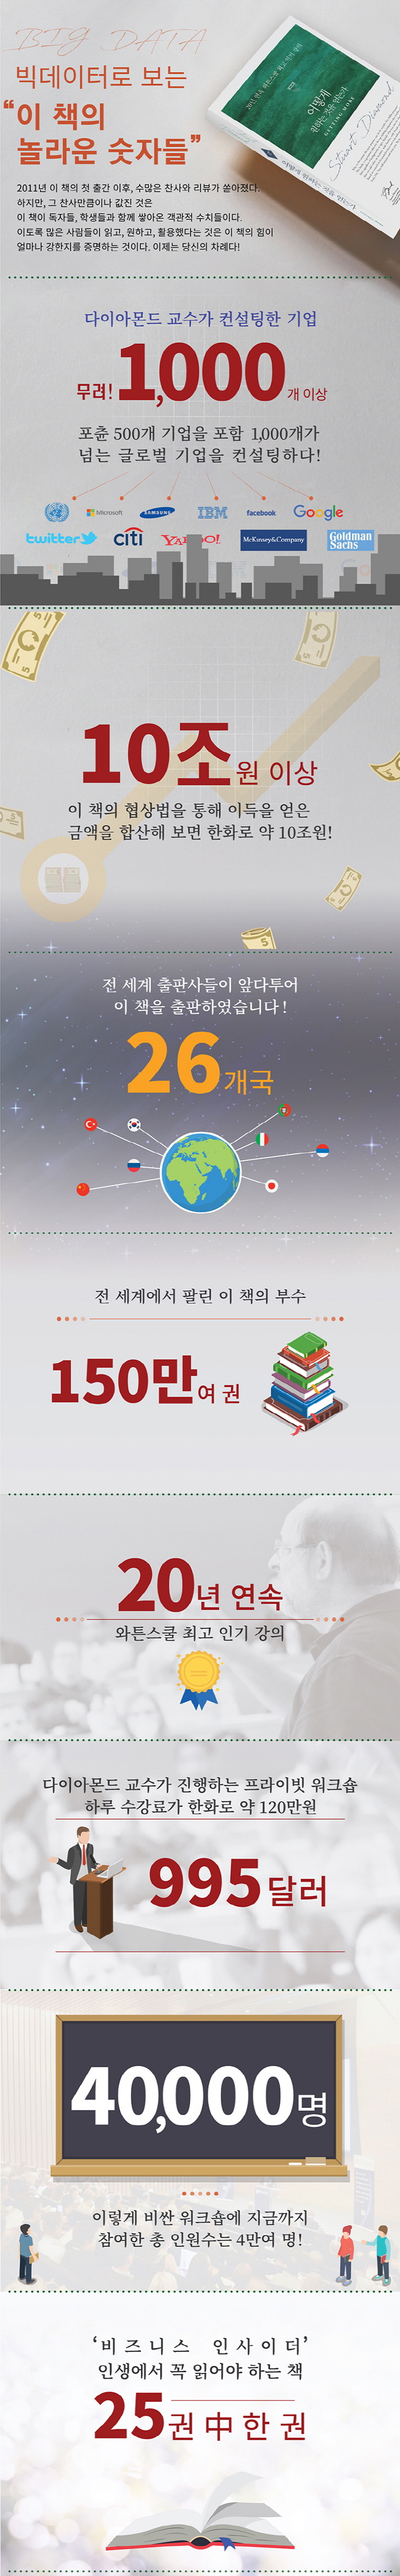 BIG DATA
빅데이터로 보는
“이 책의
놀라운 숫자들”
2011년 이 책의 첫 출간 이후, 수많은 찬사와 리뷰가 쏟아졌다.
하지만, 그 찬사만큼이나 값진 것은
이 책이 독자들, 학생들과 함께 쌓아온 객관적 수치들이다.
이토록 많은 사람들이 읽고, 원하고, 활용했다는 것은 이 책의 힘이
얼마나 강한지를 증명하는 것이다. 이제는 당신의 차례다!
어떻게
원하는 것을 얻는가
GETTING MORE
Stuart Diamond
어떻게 원하는 것을 얻는가
다이아몬드 교수가 컨설팅한 기업
무려! 1,000 개 이상
포춘 500개 기업을 포함 1,000개가
넘는 글로벌 기업을 컨설팅하다!
Microsoft SAMSUNG IBM facebook Google
twitter citi YAHOO! McKinsey&Company Goldman Sachs
10조원 이상
이 책의 협상법을 통해 이득을 얻은
금액을 합산해 보면 한화로 약 10조원!
전 세계 출판사들이 앞다투어
이 책을 출판하였습니다!
26개국
전 세계에서 팔린 이 책의 부수
150만여 권
20년 연속
와튼스쿨 최고 인기 강의
다이아몬드 교수가 진행하는 프라이빗 워크숍
하루 수강료가 한화로 약 120만원
995달러
40,000명
이렇게 비싼 워크숍에 지금까지
참여한 총 인원수는 4만여 명!
‘비즈니스 인사이더’
인생에서 꼭 읽어야 하는 책
25권 中 한 권